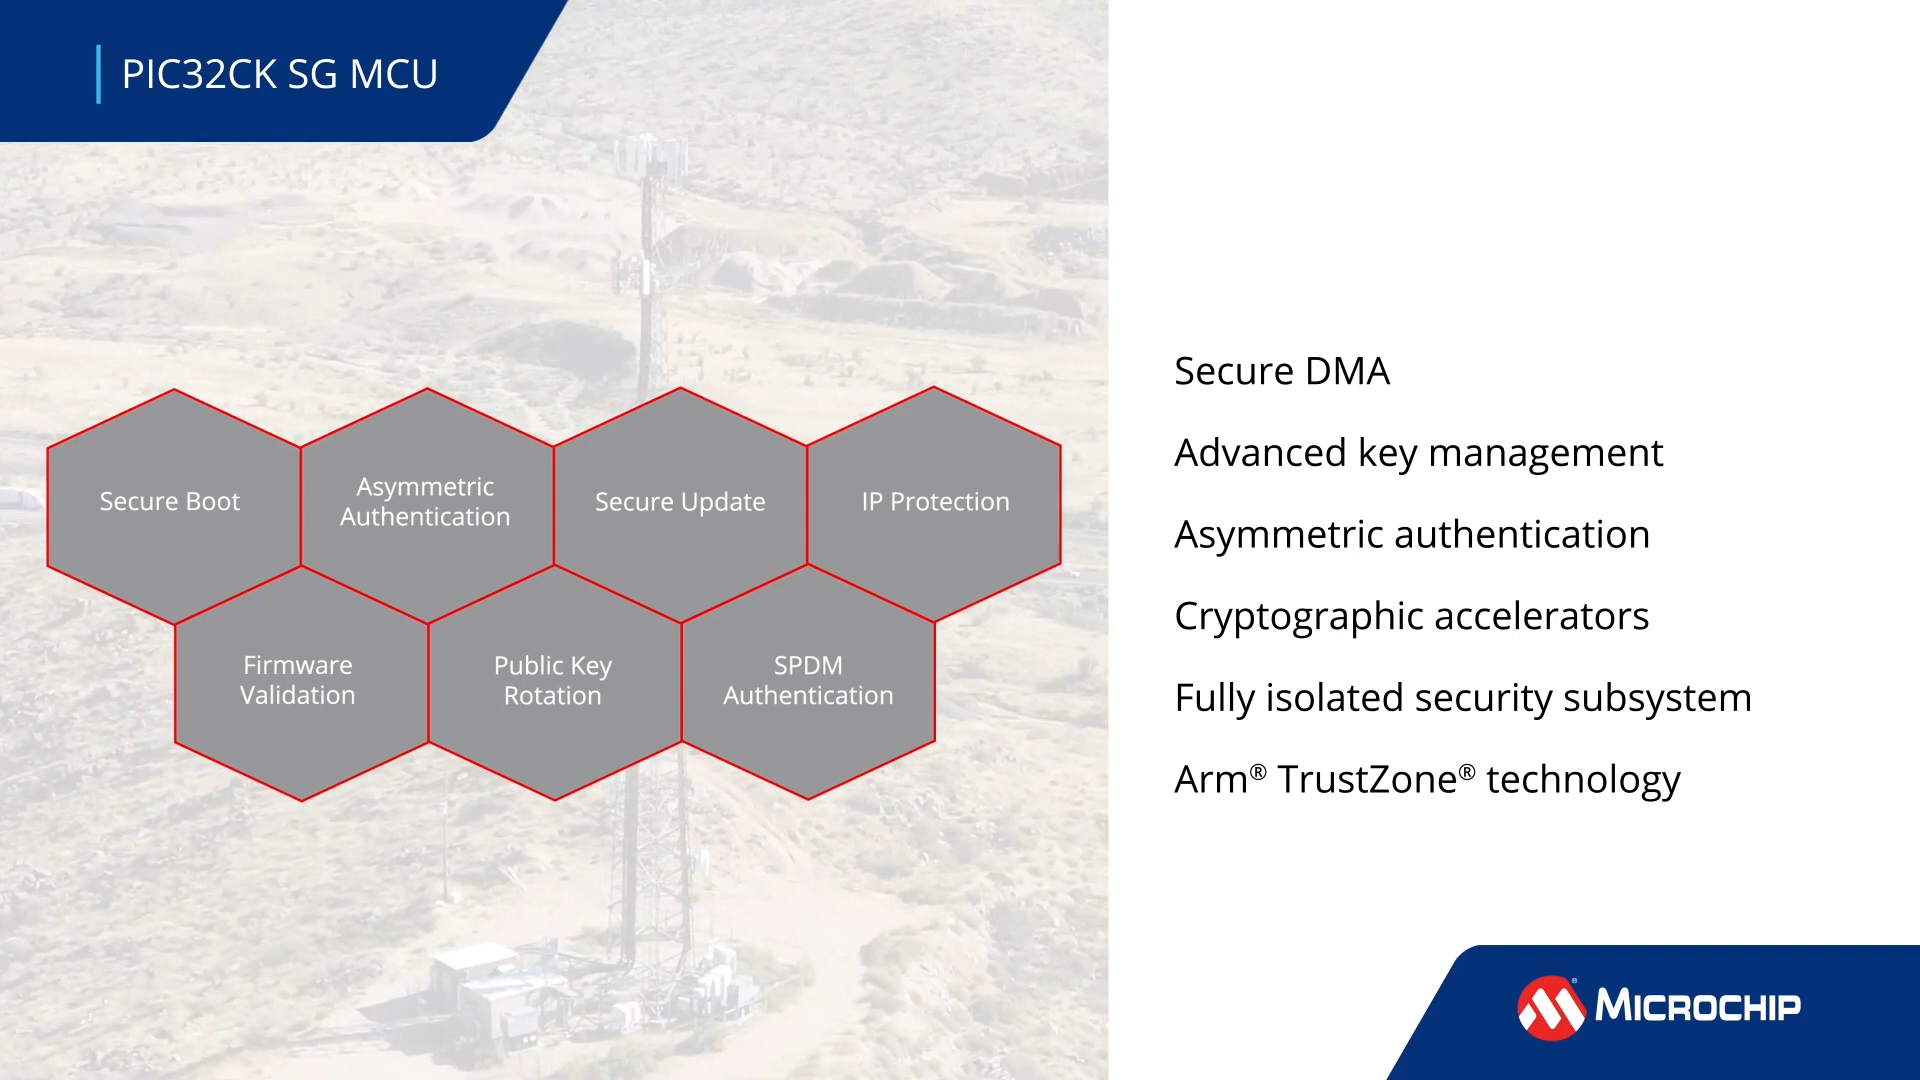 PIC32CK SG MCU
Secure Boot
Asymmetric
Authentication
Secure Update
IP Protection
Firmware
Validation
Public Key
Rotation
SPDM
Authentication
Secure DMA
Advanced key management
Asymmetric authentication
Cryptographic accelerators
Fully isolated security subsystem
Arm® TrustZone® technology
MICROCHIP